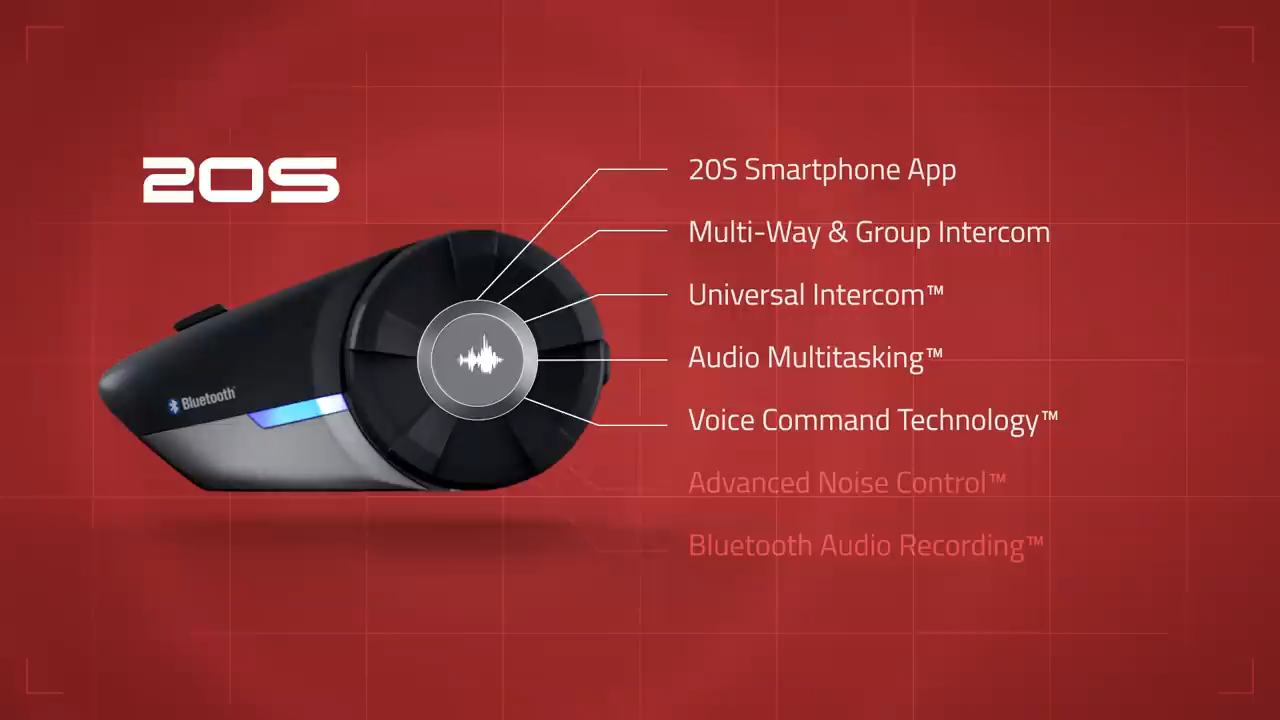 20S
20S Smartphone App
Multi-Way & Group Intercom
Universal Intercom™
Audio Multitasking™
Bluetooth
Voice Command Technology™
Advanced Noise Control™
Bluetooth Audio Recording™